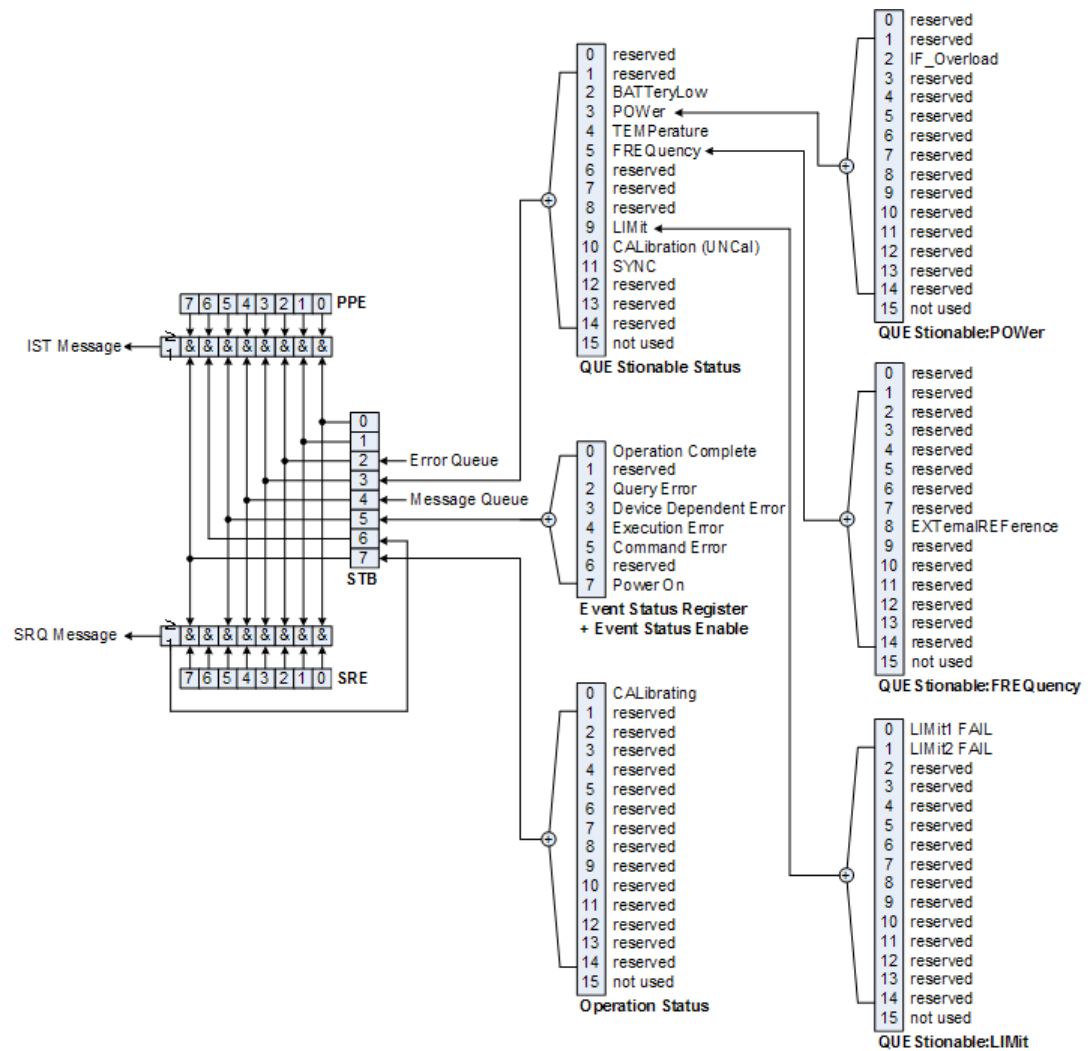 7 6 5 4 3 2 1 0 PPE
IST Message
≥1 & & & & & & & &
0
1
2 Error Queue
3
4 Message Queue
5
6
7
STB
SRQ Message
≥1 & & & & & & & &
7 6 5 4 3 2 1 0 SRE
0 reserved
1 reserved
2 BATTeryLow
3 POWer
4 TEMPerature
5 FREQuency
6 reserved
7 reserved
8 reserved
9 LIMit
10 CALibration (UNCal)
11 SYNC
12 reserved
13 reserved
14 reserved
15 not used
QUEStionable Status
+
0 Operation Complete
1 reserved
2 Query Error
3 Device Dependent Error
4 Execution Error
5 Command Error
6 reserved
7 Power On
Event Status Register
+ Event Status Enable
+
0 CALibrating
1 reserved
2 reserved
3 reserved
4 reserved
5 reserved
6 reserved
7 reserved
8 reserved
9 reserved
10 reserved
11 reserved
12 reserved
13 reserved
14 reserved
15 not used
Operation Status
+
0 reserved
1 reserved
2 IF_Overload
3 reserved
4 reserved
5 reserved
6 reserved
7 reserved
8 reserved
9 reserved
10 reserved
11 reserved
12 reserved
13 reserved
14 reserved
15 not used
QUEStionable:POWer
+
0 reserved
1 reserved
2 reserved
3 reserved
4 reserved
5 reserved
6 reserved
7 reserved
8 EXTernalREFerence
9 reserved
10 reserved
11 reserved
12 reserved
13 reserved
14 reserved
15 not used
QUEStionable:FREQuency
+
0 LIMit1 FAIL
1 LIMit2 FAIL
2 reserved
3 reserved
4 reserved
5 reserved
6 reserved
7 reserved
8 reserved
9 reserved
10 reserved
11 reserved
12 reserved
13 reserved
14 reserved
15 not used
QUEStionable:LIMit
+